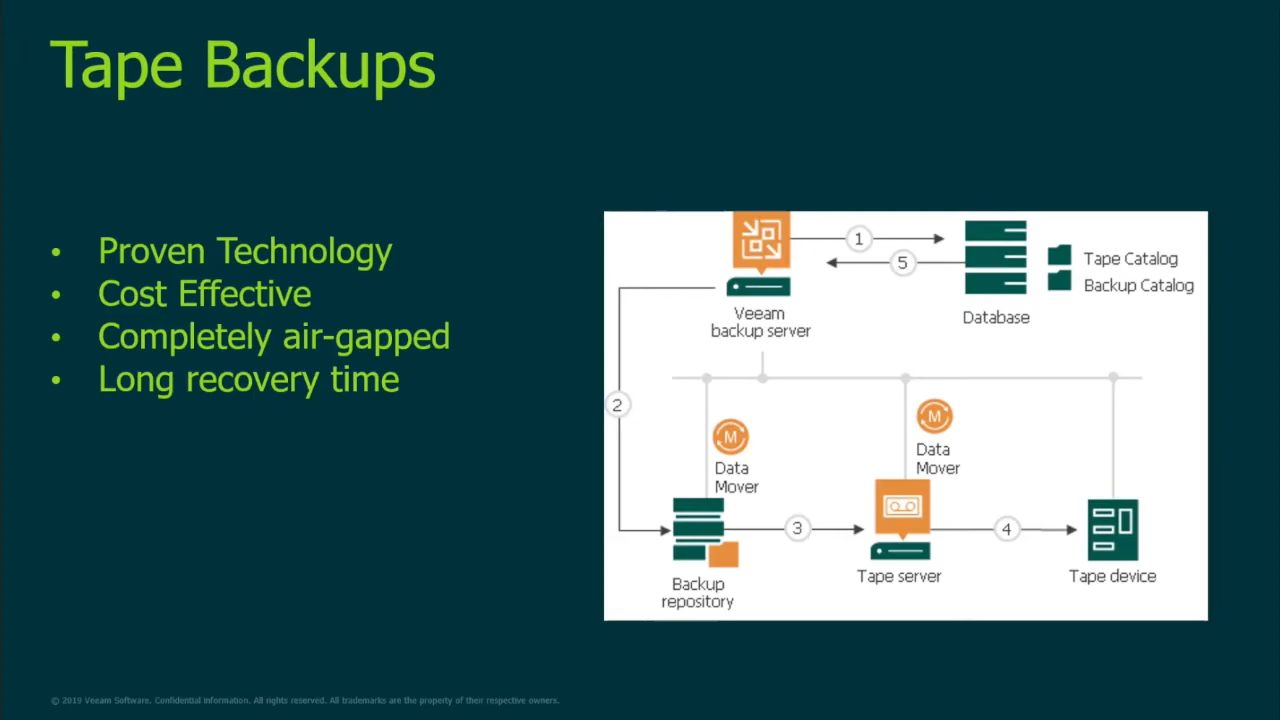 Tape Backups
• Proven Technology
• Cost Effective
• Completely air-gapped
• Long recovery time
1
5
Tape Catalog
Backup Catalog
Veeam
backup server
Database
2
M
Data
Mover
M
Data
Mover
3
4
Backup
repository
Tape server
Tape device
© 2019 Veeam Software. Confidential information. All rights reserved. All trademarks are the property of their respective owners.